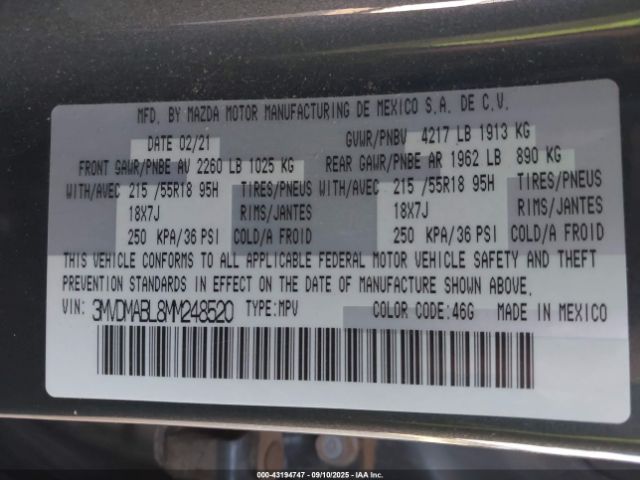 MFD. BY MAZDA MOTOR MANUFACTURING DE MEXICO S.A. DE C.V.
DATE 02/21 GVWR/PNBV 4217 LB 1913 KG
FRONT GAWR/PNBE AV 2260 LB 1025 KG REAR GAWR/PNBE AR 1962 LB 890 KG
WITH/AVEC 215 /55R18 95H TIRES/PNEUS WITH/AVEC 215 /55R18 95H TIRES/PNEUS
18X7J RIMS/JANTES 18X7J RIMS/JANTES
250 KPA/36 PSI COLD/A FROID 250 KPA/36 PSI COLD/A FROID
THIS VEHICLE CONFORMS TO ALL APPLICABLE FEDERAL MOTOR VEHICLE SAFETY AND THEFT
PREVENTION STANDARDS IN EFFECT ON THE DATE OF MANUFACTURE SHOWN ABOVE.
VIN: 3MVDMABL8MM248520 TYPE:MPV COLOR CODE:46G MADE IN MEXICO
000-43194747 - 09/10/2025 - IAA Inc.